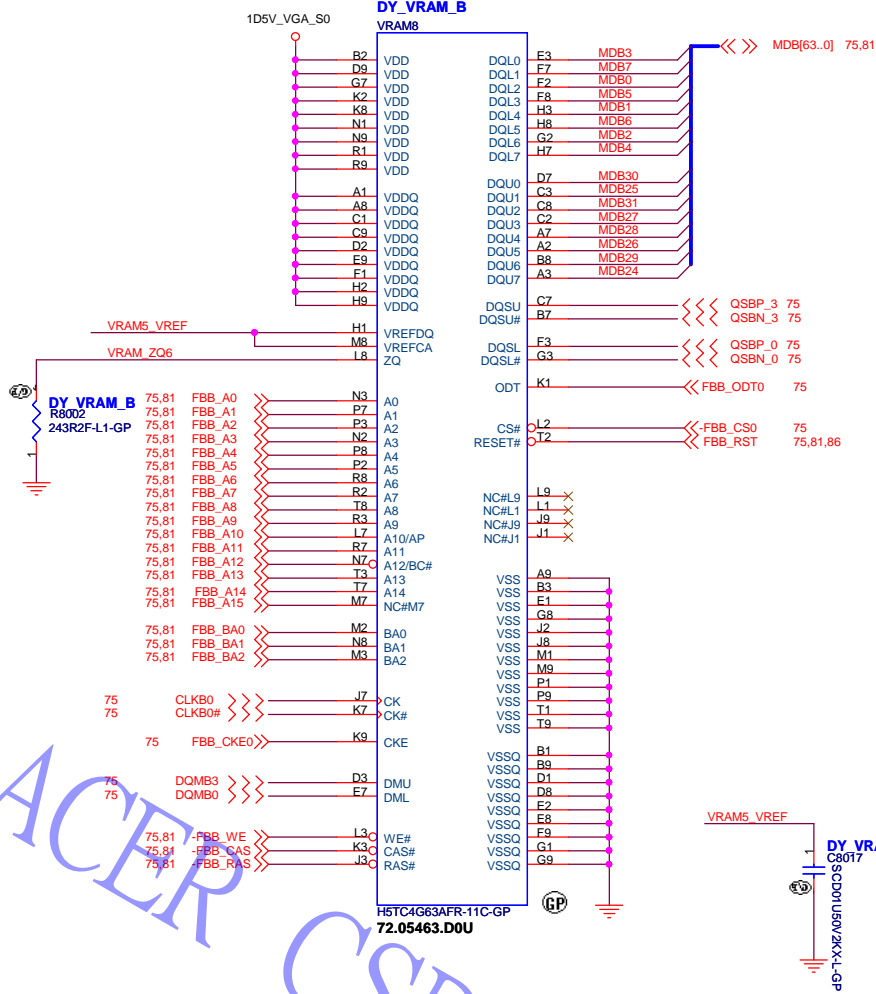 DY_VRAM_B
1D5V_VGA_S0
VRAM8
B2 VDD DQL0 E3 MDB3 MDB[63..0] 75,81
D9 VDD DQL1 F7 MDB7
G7 VDD DQL2 F2 MDB0
K2 VDD DQL3 F8 MDB5
K8 VDD DQL4 H3 MDB1
N1 VDD DQL5 H8 MDB6
N9 VDD DQL6 G2 MDB2
R1 VDD DQL7 H7 MDB4
R9 VDD
DQU0 D7 MDB30
A1 VDDQ DQU1 C3 MDB25
A8 VDDQ DQU2 C8 MDB31
C1 VDDQ DQU3 C2 MDB27
C9 VDDQ DQU4 A7 MDB28
D2 VDDQ DQU5 A2 MDB26
E9 VDDQ DQU6 B8 MDB29
F1 VDDQ DQU7 A3 MDB24
H2 VDDQ
H9 VDDQ DQSU C7 QSBP_3 75
DQSU# B7 QSBN_3 75
VRAM5_VREF H1 VREFDQ
M8 VREFCA DQSL F3 QSBP_0 75
VRAM_ZQ6 L8 ZQ DQSL# G3 QSBN_0 75
ODT K1 FBB_ODT0 75
DY_VRAM_B
R8002
243R2F-L1-GP
1
75,81 FBB_A0 N3 A0
75,81 FBB_A1 P7 A1
75,81 FBB_A2 P3 A2
75,81 FBB_A3 N2 A3
75,81 FBB_A4 P8 A4
75,81 FBB_A5 P2 A5
75,81 FBB_A6 R8 A6
75,81 FBB_A7 R2 A7
75,81 FBB_A8 T8 A8
75,81 FBB_A9 R3 A9
75,81 FBB_A10 L7 A10/AP
75,81 FBB_A11 R7 A11
75,81 FBB_A12 N7 A12/BC#
75,81 FBB_A13 T3 A13
75,81 FBB_A14 T7 A14
75,81 FBB_A15 M7 NC#M7
CS# L2 -FBB_CS0 75
RESET# T2 FBB_RST 75,81,86
NC#L9 L9
NC#L1 L1
NC#J9 J9
NC#J1 J1
75,81 FBB_BA0 M2 BA0
75,81 FBB_BA1 N8 BA1
75,81 FBB_BA2 M3 BA2
75 CLKB0 J7 CK
75 CLKB0# K7 CK#
75 FBB_CKE0 K9 CKE
75 DQMB3 D3 DMU
75 DQMB0 E7 DML
75,81 -FBB_WE L3 WE#
75,81 -FBB_CAS K3 CAS#
75,81 -FBB_RAS J3 RAS#
VSS A9
VSS B3
VSS E1
VSS G8
VSS J2
VSS J8
VSS M1
VSS M9
VSS P1
VSS P9
VSS T1
VSS T9
VSSQ B1
VSSQ B9
VSSQ D1
VSSQ D8
VSSQ E2
VSSQ E8
VSSQ F9
VSSQ G1
VSSQ G9
GP
H5TC4G63AFR-11C-GP
72.05463.D0U
VRAM5_VREF
1
C8017
SCD01U50V2KX-L-GP
ACER